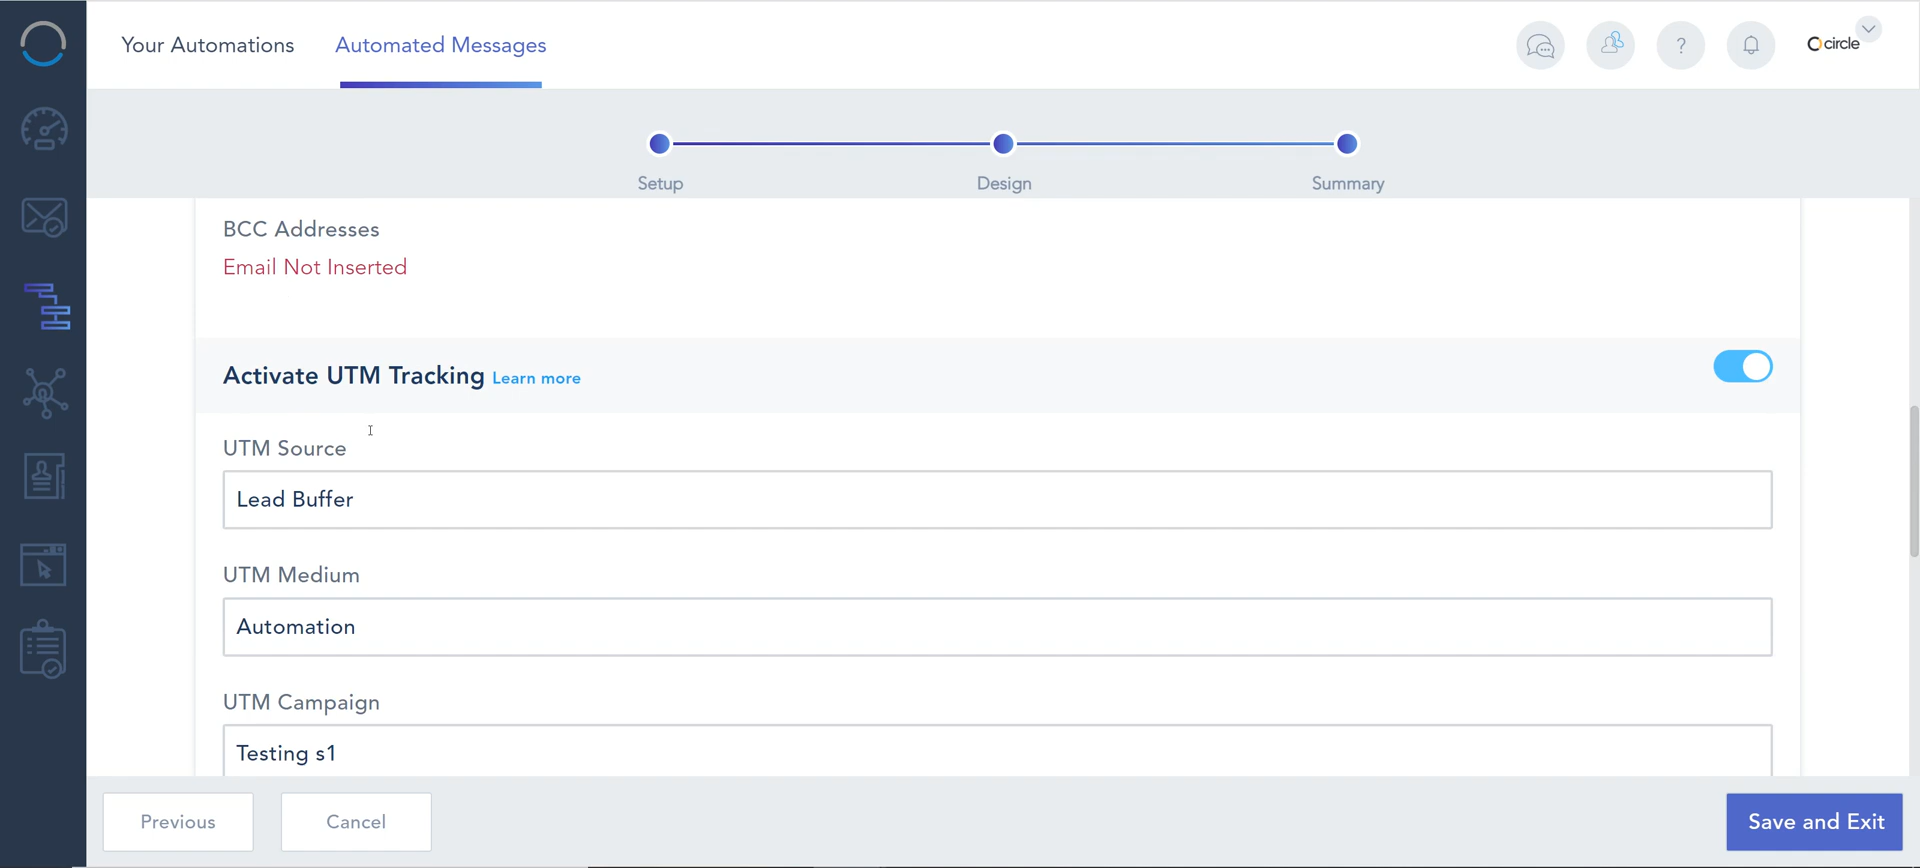 Your Automations
Automated Messages
?
circle
Setup
Design
Summary
BCC Addresses
Email Not Inserted
Activate UTM Tracking Learn more
UTM Source
Lead Buffer
UTM Medium
Automation
UTM Campaign
Testing s1
Previous
Cancel
Save and Exit